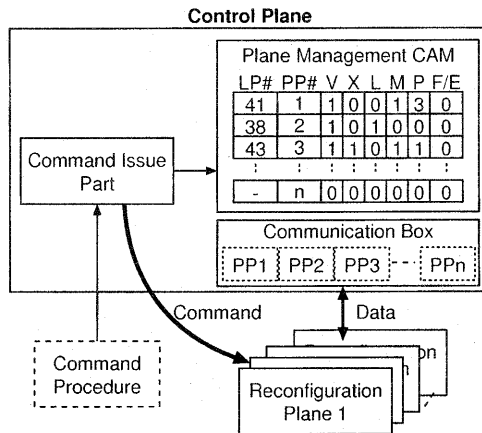 Control Plane
Plane Management CAM
LP# PP# V X L M P F/E
41 1 1 0 0 1 3 0
38 2 1 0 1 0 0 0
43 3 1 1 0 1 1 0
- n 0 0 0 0 0 0
Command Issue
Part
Communication Box
PP1 PP2 PP3 PPn
Command
Data
Command
Procedure
Reconfiguration
Plane 1